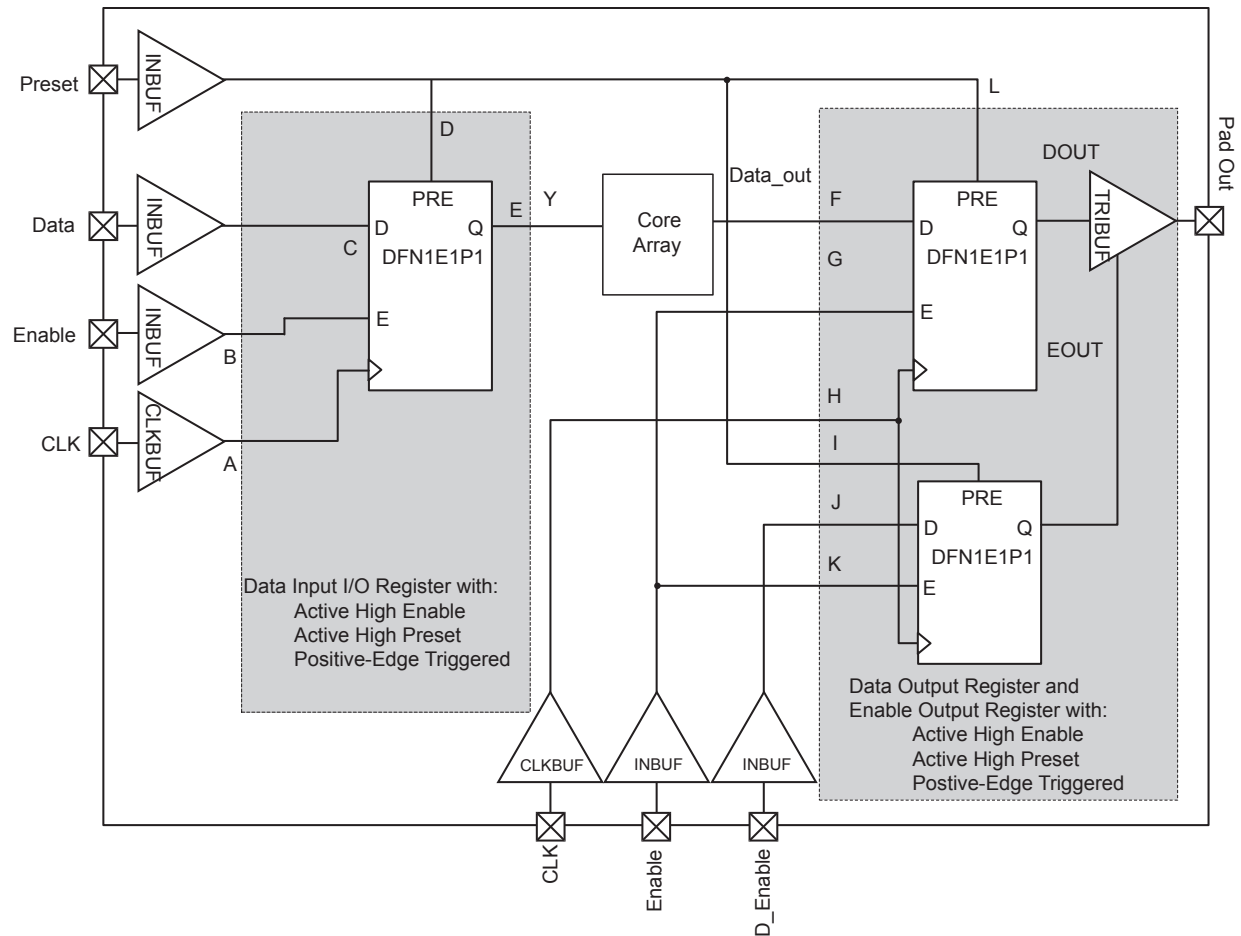 Preset
INBUF
L
D
Pad Out
DOUT
Data_out
PRE
PRE
TRIBUF
INBUF
E
Y
F
Core
Array
Data
D
Q
D
Q
C
DFN1E1P1
G
DFN1E1P1
INBUF
Enable
E
E
B
EOUT
CLKBUF
H
CLK
A
I
PRE
J
D
Q
DFN1E1P1
K
E
Data Input I/O Register with:
Active High Enable
Active High Preset
Positive-Edge Triggered
Data Output Register and
Enable Output Register with:
Active High Enable
Active High Preset
Postive-Edge Triggered
CLKBUF
INBUF
INBUF
CLK
Enable
D_Enable